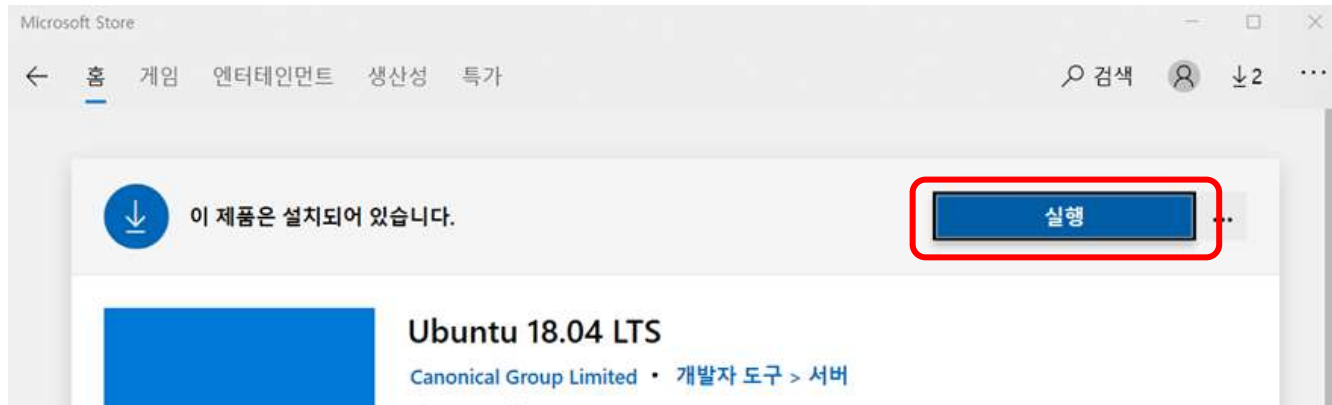 Microsoft Store
홈 게임 엔터테인먼트 생산성 특가 검색 2
이 제품은 설치되어 있습니다. 실행
Ubuntu 18.04 LTS
Canonical Group Limited • 개발자 도구 > 서버